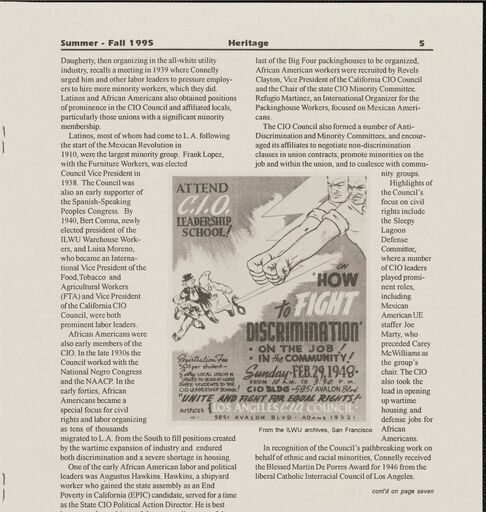 Summer - Fall 1995
Heritage
5
Daugherty, then organizing in the all-white utility
industry, recalls a meeting in 1939 where Connelly
urged him and other labor leaders to pressure employ-
ers to hire more minority workers, which they did.
Latinos and African Americans also obtained positions
of prominence in the CIO Council and affiliated locals,
particularly those unions with a significant minority
membership.
Latinos, most of whom had come to L.A. following
the start of the Mexican Revolution in
1910, were the largest minority group. Frank Lopez,
with the Furniture Workers, was elected
Council Vice President in
1938. The Council was
also an early supporter of
the Spanish-Speaking
Peoples Congress. By
1940, Bert Corona, newly
elected president of the
ILWU Warehouse Work-
ers, and Luisa Moreno,
who became an Interna-
tional Vice President of the
Food, Tobacco and
Agricultural Workers
(FTA) and Vice President
of the California CIO
Council, were both
prominent labor leaders.
African Americans were
also early members of the
CIO. In the late 1930s the
Council worked with the
National Negro Congress
and the NAACP. In the
early forties, African
Americans became a
special focus for civil
rights and labor organizing
as tens of thousands
migrated to L.A. from the South to fill positions created
by the wartime expansion of industry and endured
both discrimination and a severe shortage in housing.
One of the early African American labor and political
leaders was Augustus Hawkins. Hawkins, a shipyard
worker who gained the state assembly as an End
Poverty in California (EPIC) candidate, served for a time
as the State CIO Political Action Director. He is best
last of the Big Four packinghouses to be organized,
African American workers were recruited by Revels
Clayton, Vice President of the California CIO Council
and the Chair of the state CIO Minority Committee.
Refugio Martinez, an International Organizer for the
Packinghouse Workers, focused on Mexican Ameri-
cans.
The CIO Council also formed a number of Anti-
Discrimination and Minority Committees, and encour-
aged its affiliates to negotiate non-discrimination
clauses in union contracts, promote minorities on the
job and within the union, and to coalesce with commu-
nity groups.
Highlights of
the Council's
focus on civil
rights include
the Sleepy
Lagoon
Defense
Committee,
where a number
of CIO leaders
played promi-
nent roles,
including
Mexican
American UE
staffer Joe
Marty, who
preceded Carey
McWilliams as
the group's
chair. The CIO
also took the
lead in opening
up wartime
housing and
defense jobs for
African
Americans.
In recognition of the Council's pathbreaking work on
behalf of ethnic and racial minorities, Connelly received
the Blessed Martin De Porres Award for 1946 from the
liberal Catholic Interracial Council of Los Angeles.
cont'd on page seven
ATTEND
C.I.O.
LEADERSHIP
SCHOOL!
ON
"HOW
to FIGHT
DISCRIMINATION"
• ON THE JOB!
• IN the COMMUNITY!
Registration Fee
50¢ per student
Sunday FEB. 29, 1948
FROM 10 A.M. TO 3:30 P.M.
CIO BLDG • 5851 AVALON Blvd
"UNITE AND FIGHT FOR EQUAL RIGHTS!"
AUSPICES LOS ANGELES C.I.O. COUNCIL
5851 AVALON BLVD • ADams 19321
From the ILWU archives, San Francisco